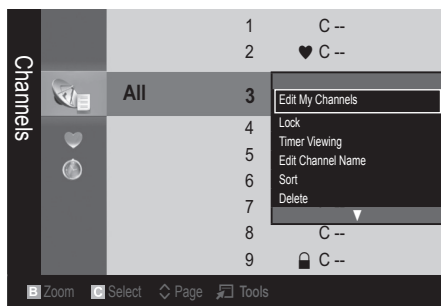 Channels
1 C --
2 ♥ C --
All 3
Edit My Channels
4 Lock
Timer Viewing
5 Edit Channel Name
6 Sort
7 Delete
▼
8 C --
9 C --
B Zoom C Select Page Tools